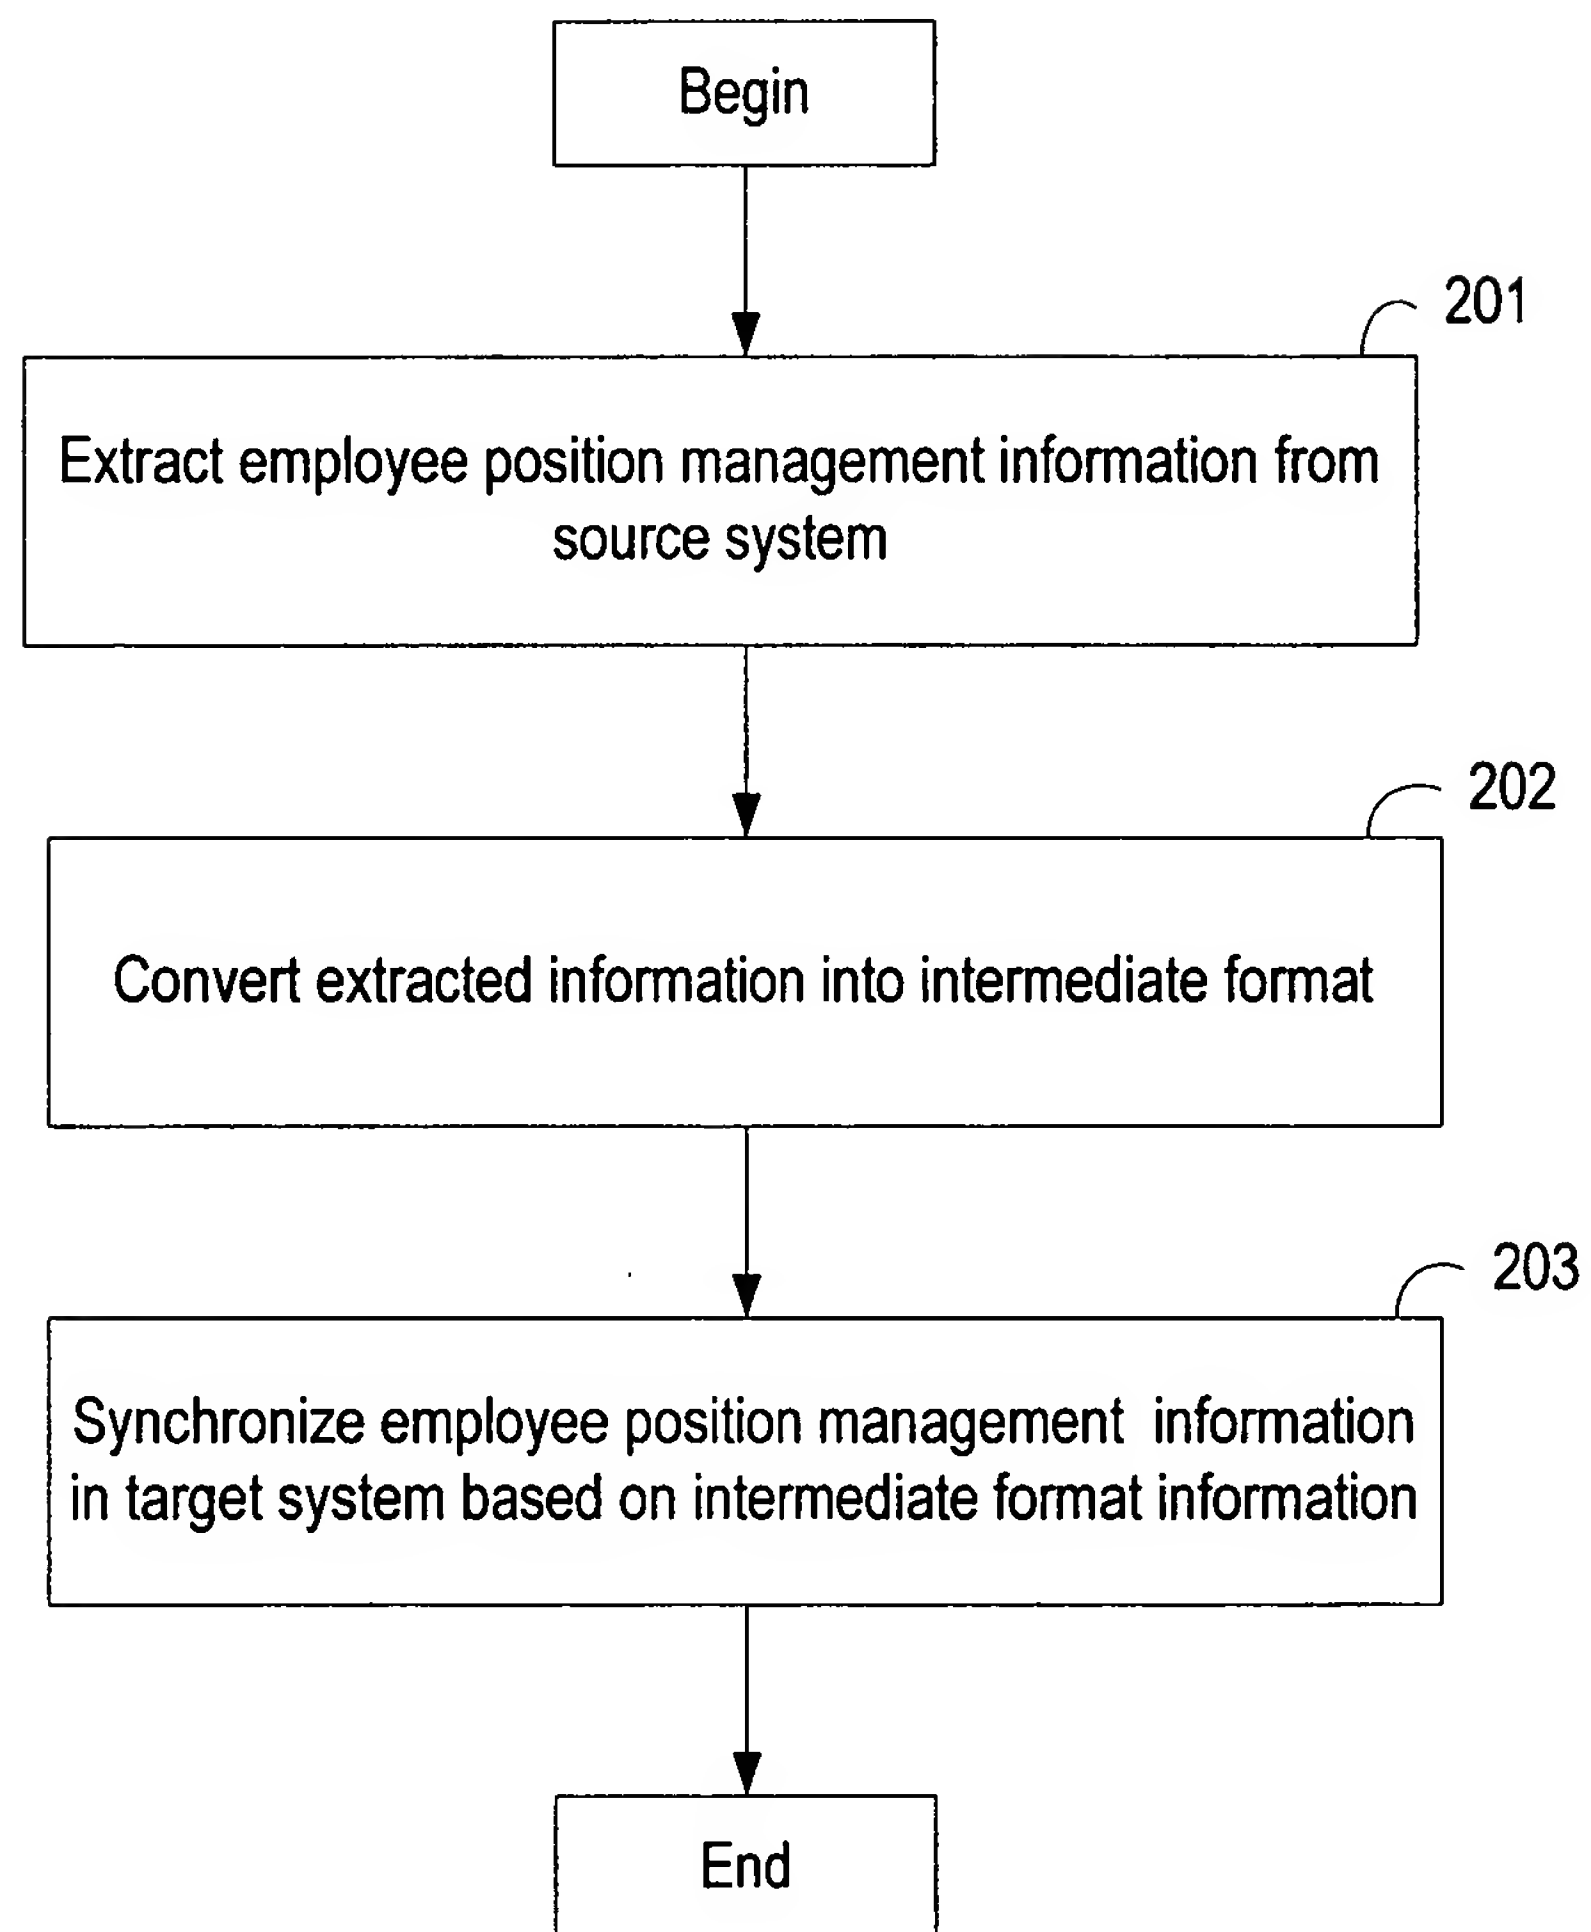 Begin
201
Extract employee position management information from
source system
202
Convert extracted information into intermediate format
203
Synchronize employee position management information
in target system based on intermediate format information
End